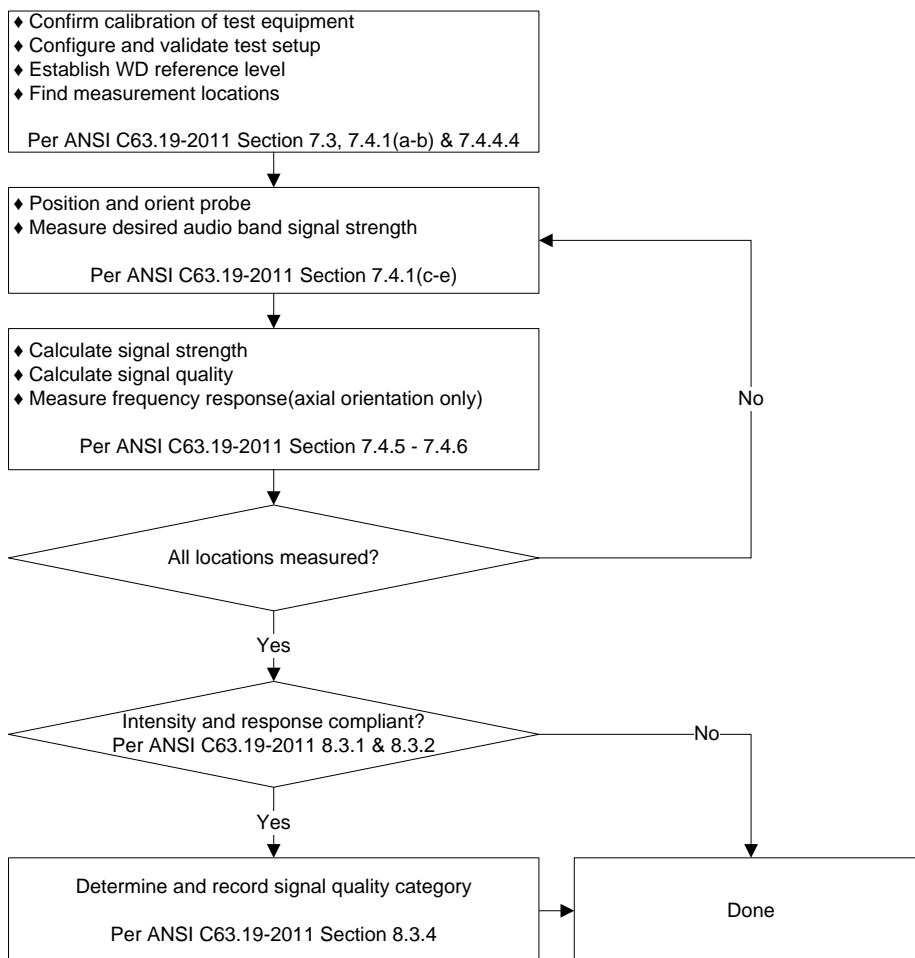 ♦ Confirm calibration of test equipment
♦ Configure and validate test setup
♦ Establish WD reference level
♦ Find measurement locations
Per ANSI C63.19-2011 Section 7.3, 7.4.1(a-b) & 7.4.4.4
♦ Position and orient probe
♦ Measure desired audio band signal strength
Per ANSI C63.19-2011 Section 7.4.1(c-e)
♦ Calculate signal strength
♦ Calculate signal quality
♦ Measure frequency response(axial orientation only)
Per ANSI C63.19-2011 Section 7.4.5 - 7.4.6
No
All locations measured?
Yes
Intensity and response compliant?
Per ANSI C63.19-2011 8.3.1 & 8.3.2
No
Yes
Determine and record signal quality category
Per ANSI C63.19-2011 Section 8.3.4
Done